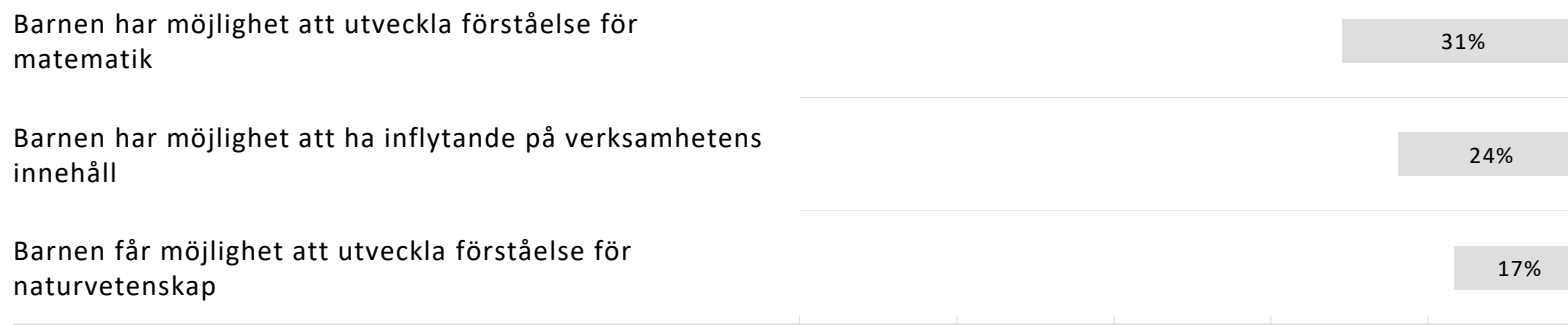 Barnen har möjlighet att utveckla förståelse för
matematik
31%
Barnen har möjlighet att ha inflytande på verksamhetens
innehåll
24%
Barnen får möjlighet att utveckla förståelse för
naturvetenskap
17%